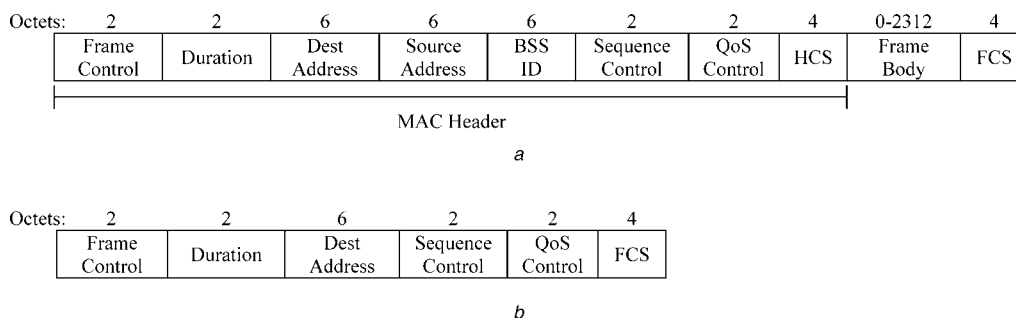 Octets: 2 2 6 6 6 2 2 4 0-2312 4
Frame Control Duration Dest Address Source Address BSS ID Sequence Control QoS Control HCS Frame Body FCS
MAC Header
a
Octets: 2 2 6 2 2 4
Frame Control Duration Dest Address Sequence Control QoS Control FCS
b